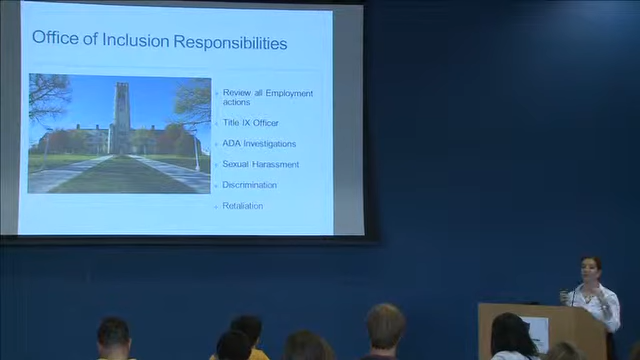 Office of Inclusion Responsibilities
Review all Employment
actions
Title IX Officer
ADA Investigations
Sexual Harassment
Discrimination
Retaliation